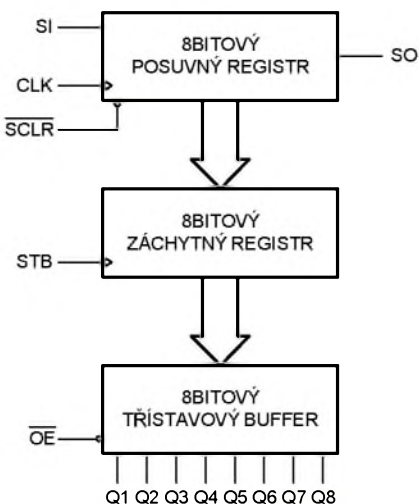 SI
8BITOVÝ
POSUVNÝ REGISTR
SO
CLK
SCLR
8BITOVÝ
ZÁCHYTNÝ REGISTR
STB
8BITOVÝ
TŘÍSTAVOVÝ BUFFER
OE
Q1 Q2 Q3 Q4 Q5 Q6 Q7 Q8